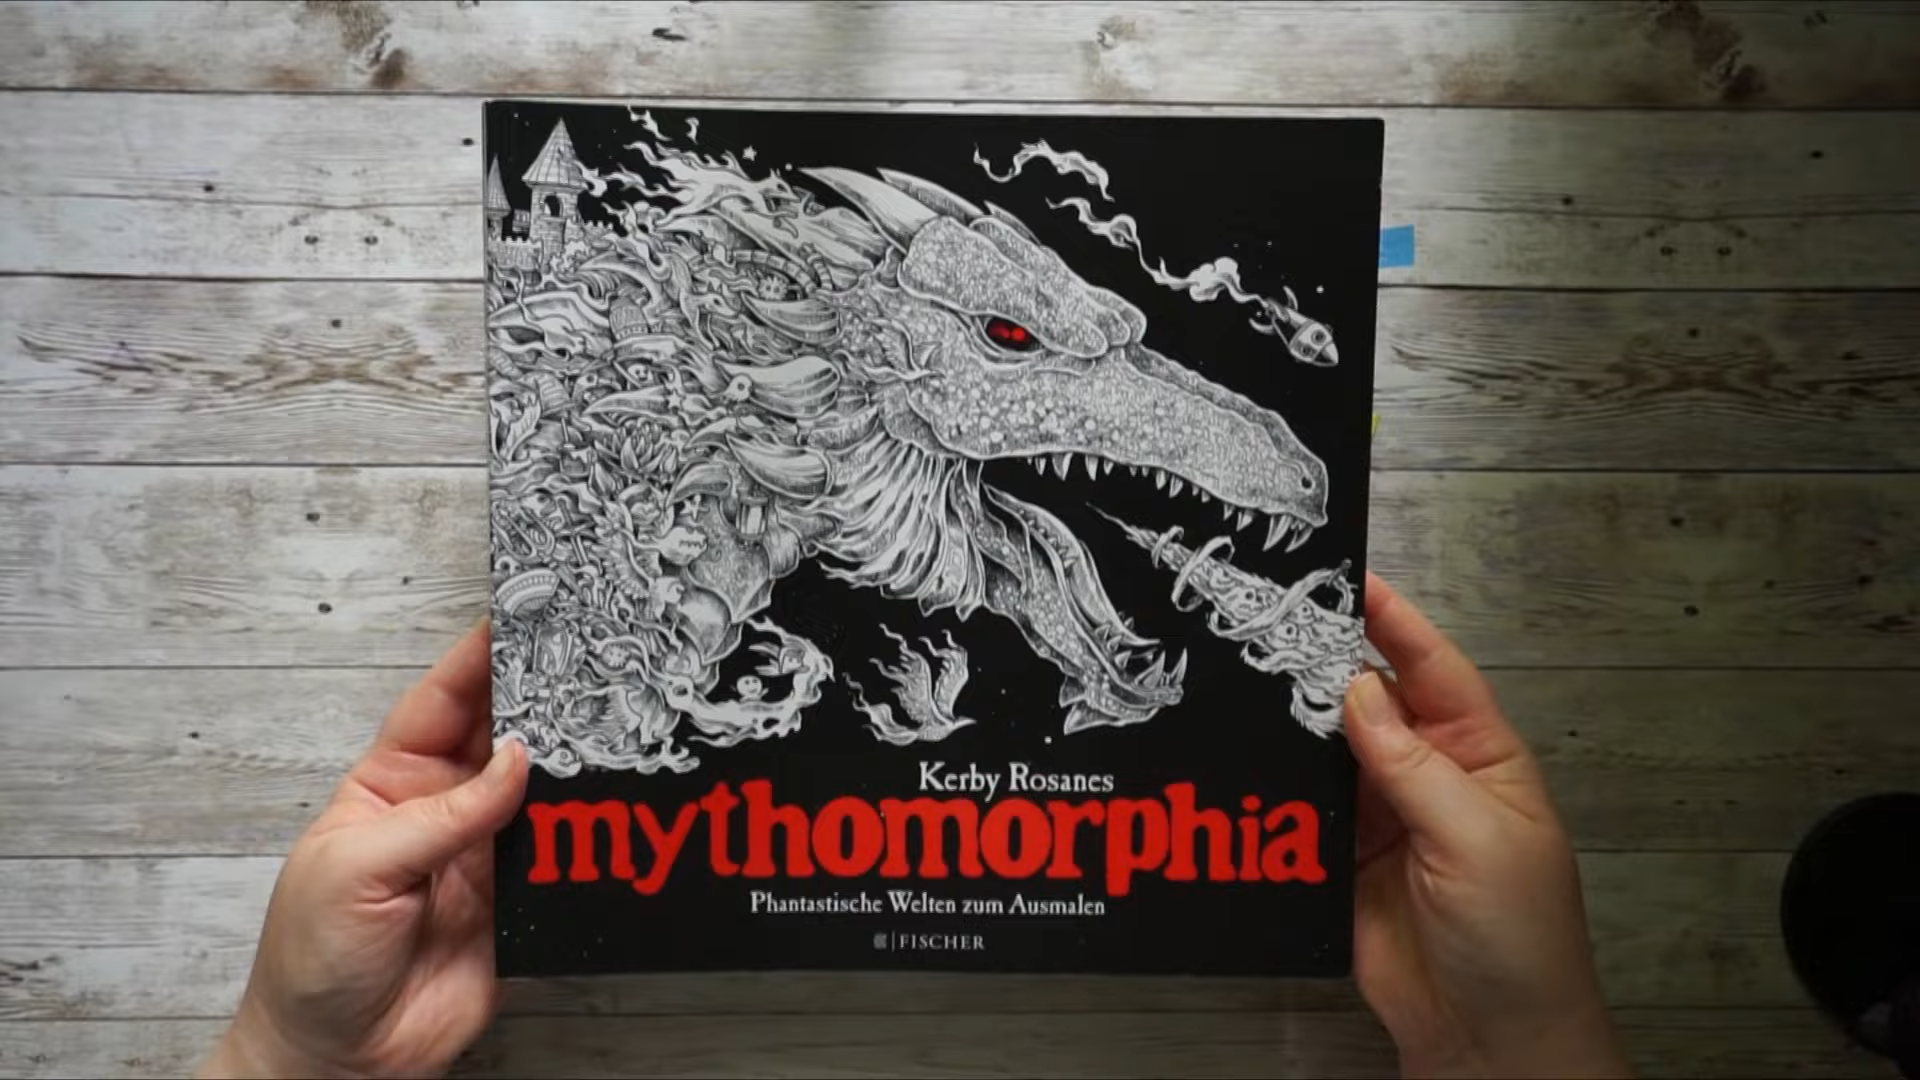 Kerby Rosanes
mythomorphia
Phantastische Welten zum Ausmalen
FISCHER